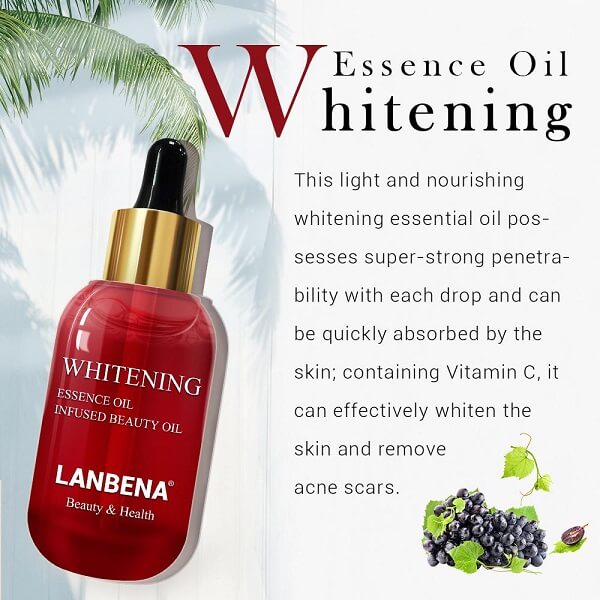 Essence Oil
Whitening
This light and nourishing
whitening essential oil pos-
sesses super-strong penetra-
bility with each drop and can
be quickly absorbed by the
skin; containing Vitamin C, it
can effectively whiten the
skin and remove
acne scars.
WHITENING
ESSENCE OIL
INFUSED BEAUTY OIL
LANBENA®
Beauty & Health